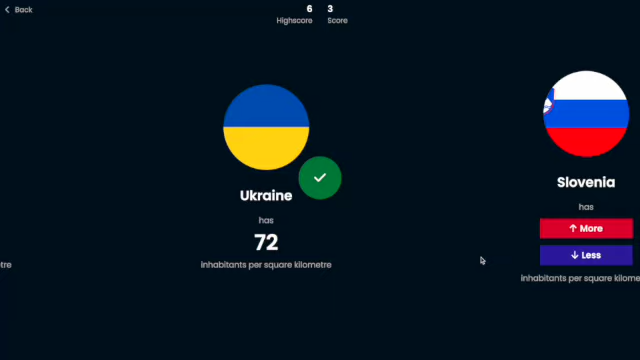 Back
6 3
Highscore Score
Ukraine
has
72
inhabitants per square kilometre
Slovenia
has
↑ More
↓ Less
inhabitants per square kilome
tre